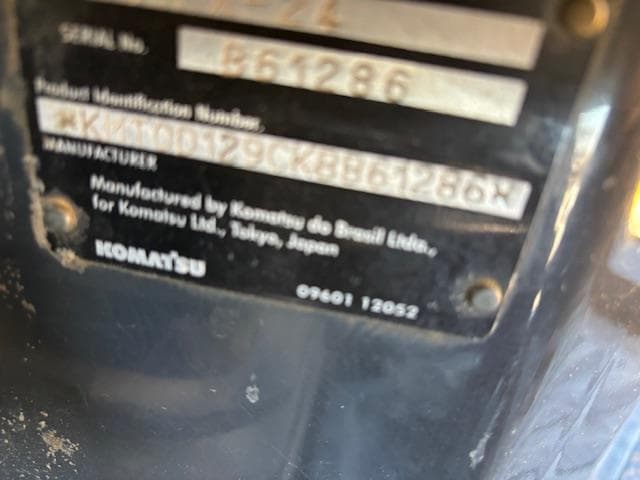 -24
SERIAL No. B61286
Product Identification Number.
*KMT0D129CKBB61286*
MANUFACTURER
Manufactured by Komatsu do Brasil Ltda.,
for Komatsu Ltd., Tokyo, Japan
KOMATSU
09601 12052